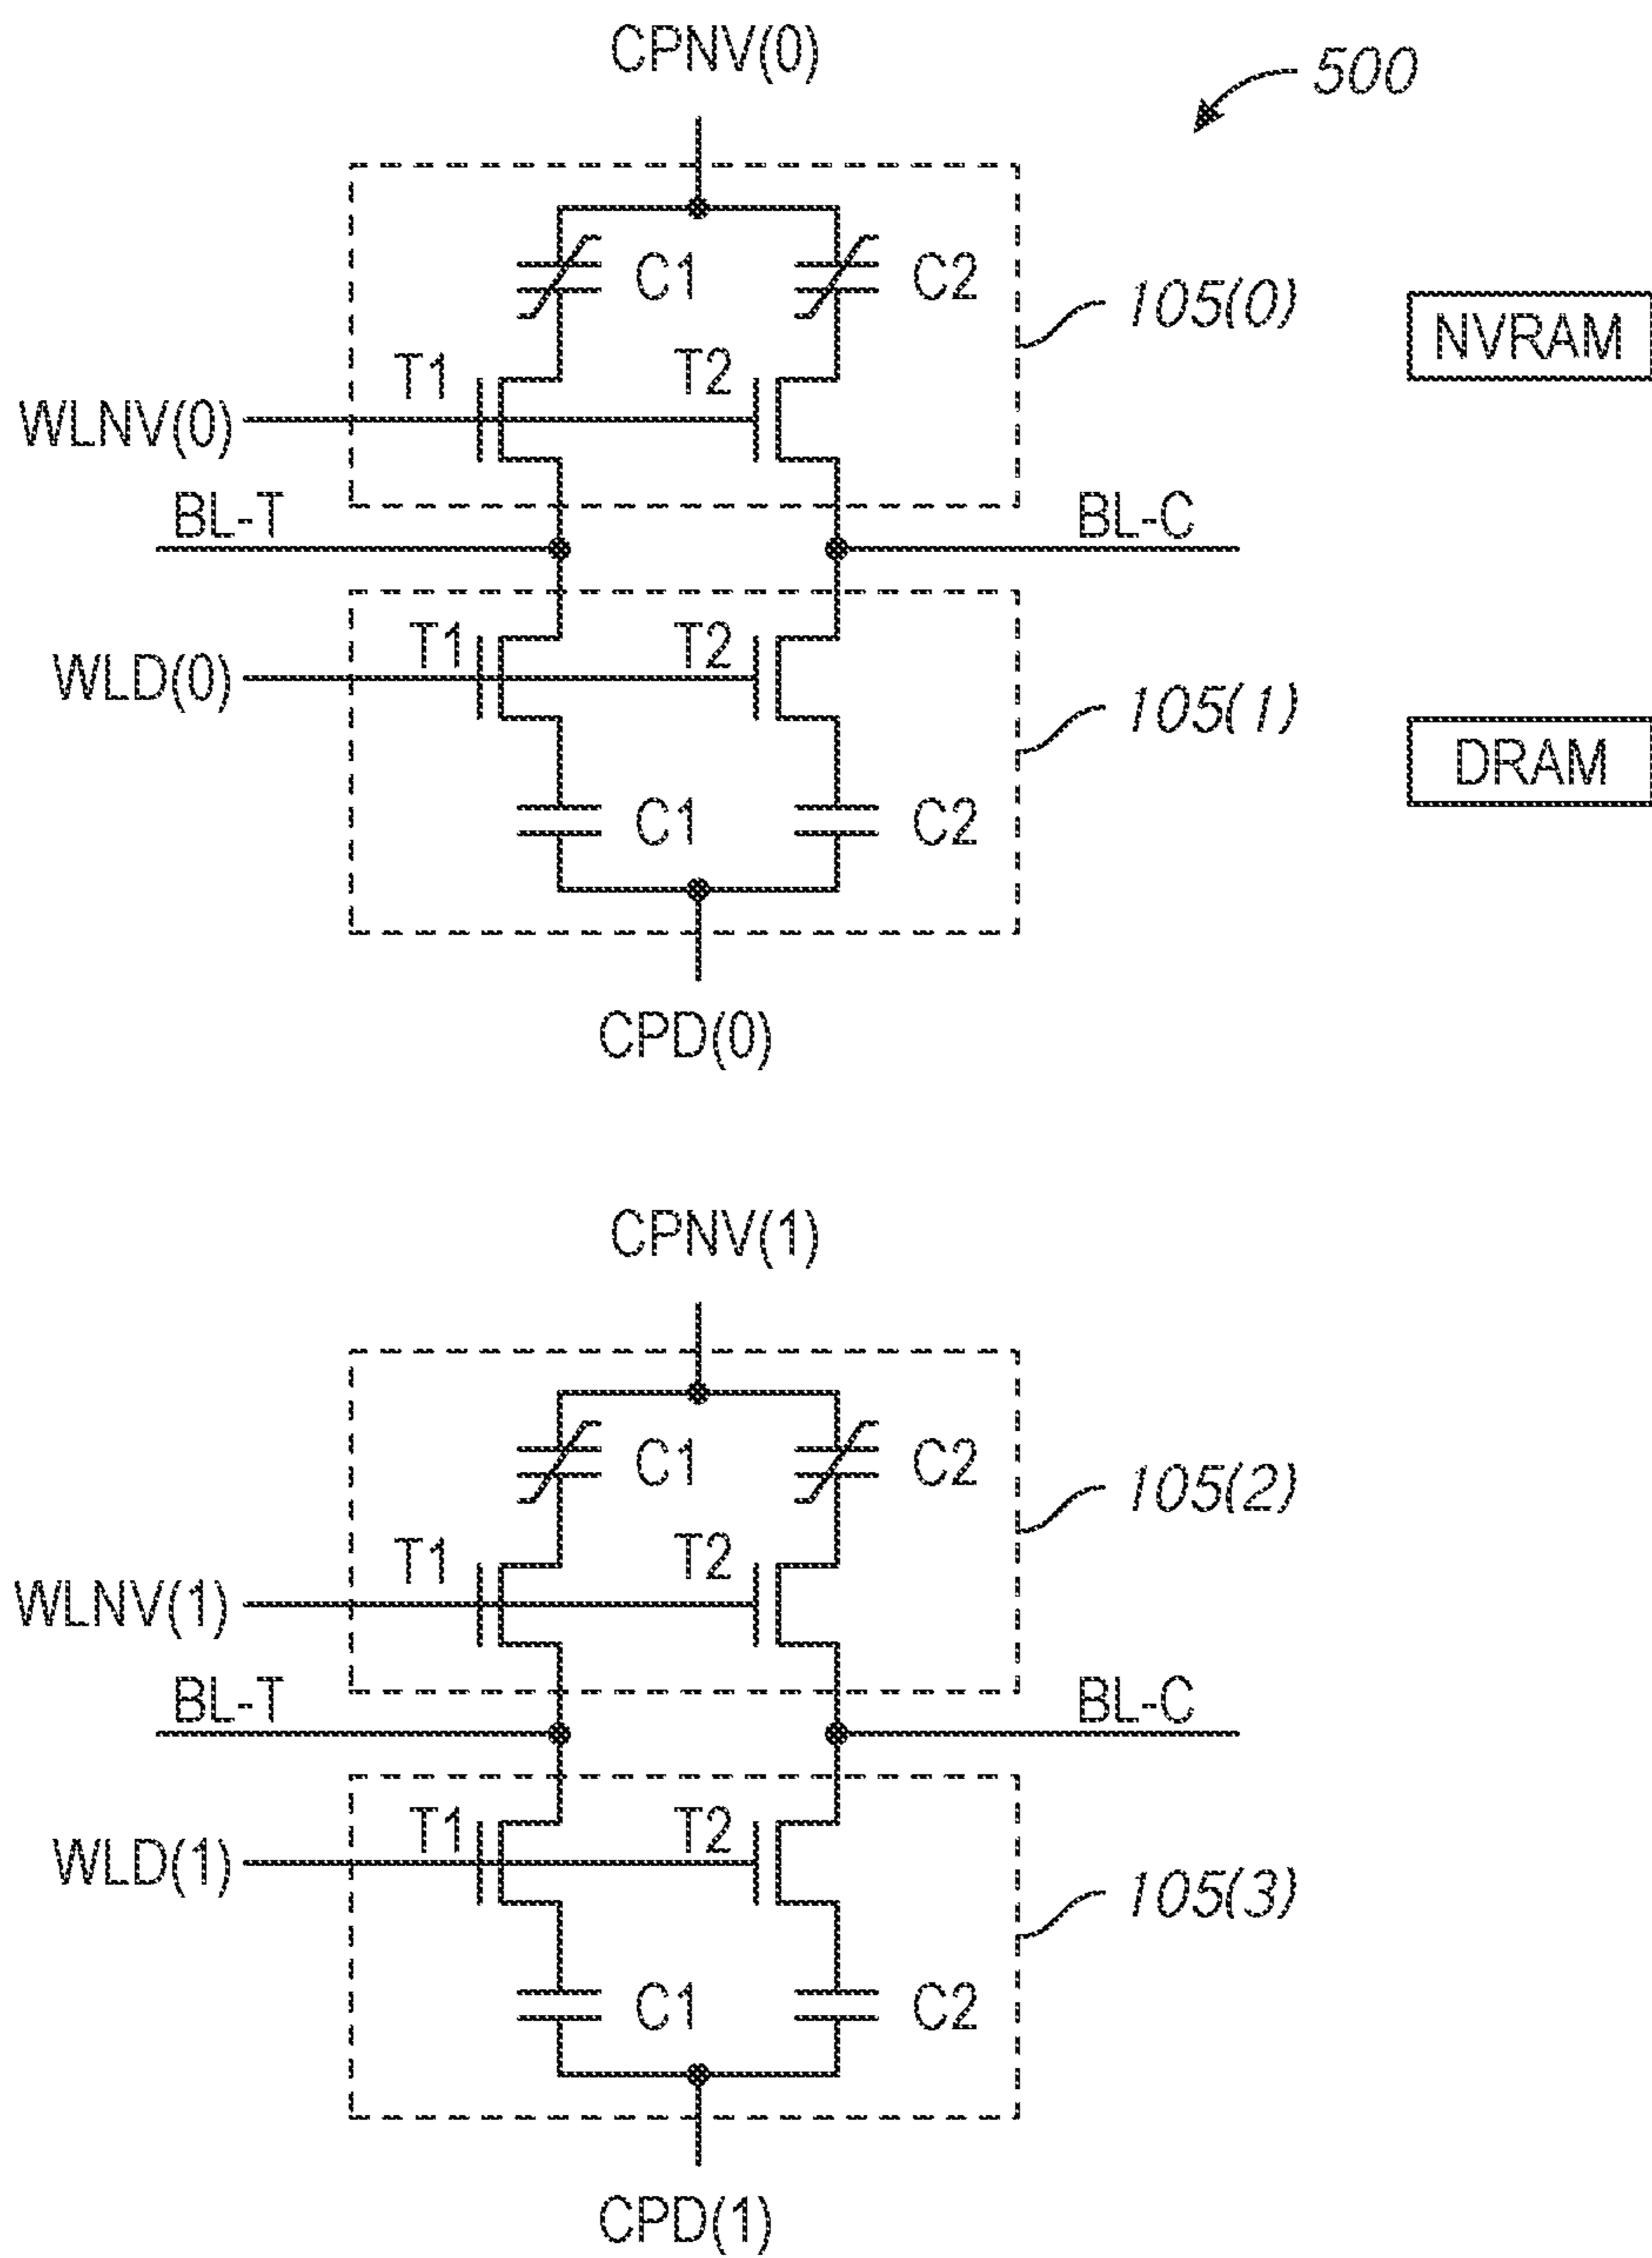 CPNV(0)
500
C1
C2
105(0)
NVRAM
T1
T2
WLNV(0)
BL-T
BL-C
T1
T2
WLD(0)
105(1)
DRAM
C1
C2
CPD(0)
CPNV(1)
C1
C2
105(2)
T1
T2
WLNV(1)
BL-T
BL-C
T1
T2
WLD(1)
105(3)
C1
C2
CPD(1)